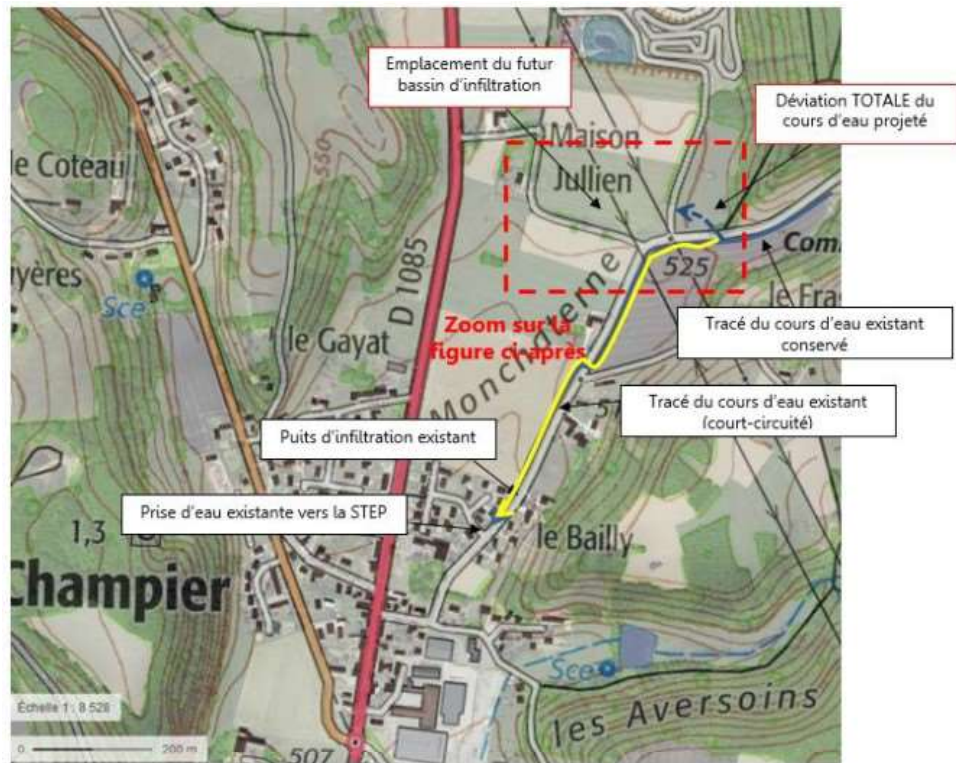 Emplacement du futur
bassin d'infiltration
Déviation TOTALE du
cours d'eau projeté
Maison
Jullien
le Coteau
550
D 1085
525
Com
le Fra
yères
Sce
le Gayat
Zoom sur la
figure ci-après
Tracé du cours d'eau existant
conservé
Tracé du cours d'eau existant
(court-circuité)
Puits d'infiltration existant
Prise d'eau existante vers la STEP
le Bailly
1,3
Champier
Sce
les Aversoins
Échelle 1 : 8 528
0
200 m
507